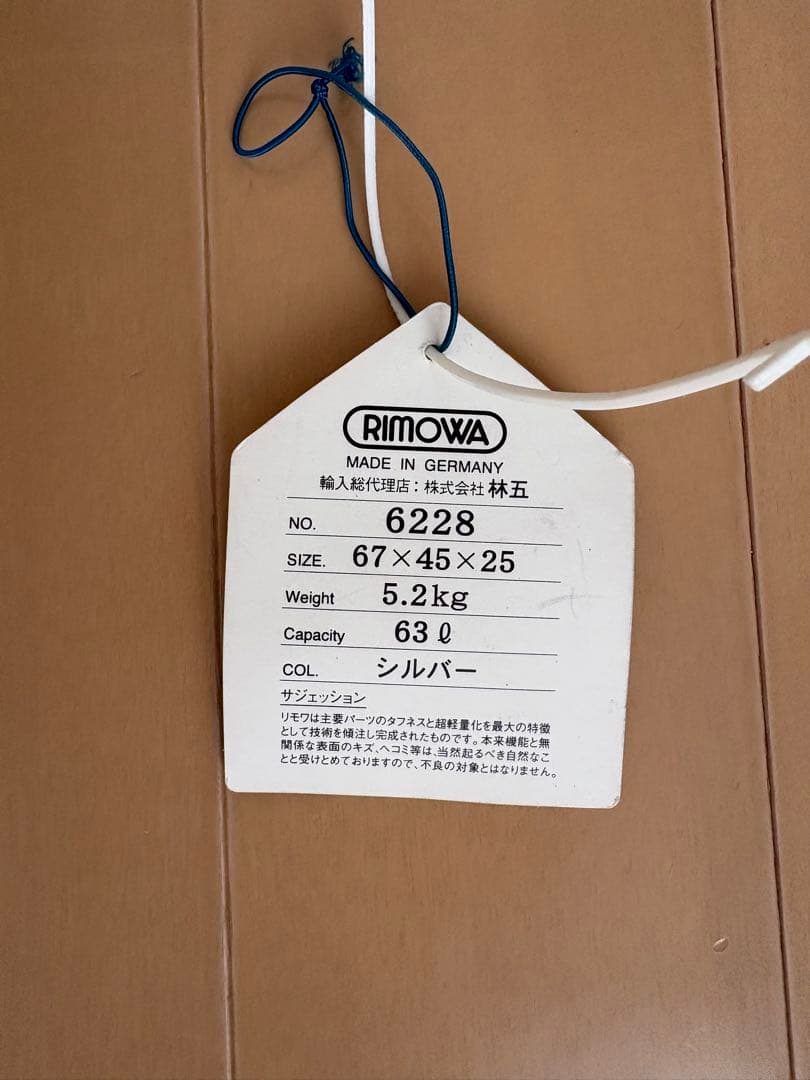 RIMOWA
MADE IN GERMANY
輸入総代理店：株式会社 林五
NO. 6228
SIZE. 67×45×25
Weight 5.2kg
Capacity 63ℓ
COL. シルバー
サジェッション
リモワは主要パーツのタフネスと超軽量化を最大の特徴
として技術を傾注し完成されたものです。本来機能と無
関係な表面のキズ、ヘコミ等は、当然起るべき自然なこ
とと受けとめておりますので、不良の対象とはなりません。